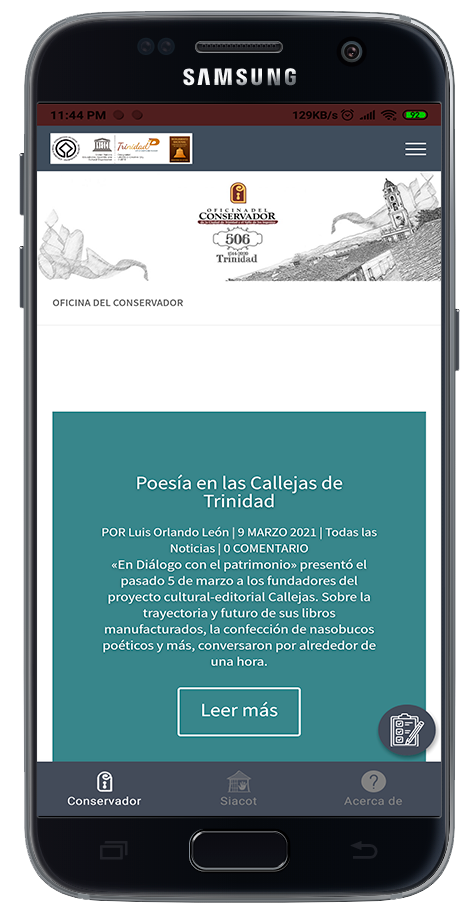 SAMSUNG
11:44 PM 129KB/s 92
Trinidad
OFICINA DEL
CONSERVADOR
506
Trinidad
OFICINA DEL CONSERVADOR
Poesía en las Callejas de
Trinidad
POR Luis Orlando León | 9 MARZO 2021 | Todas las
Noticias | 0 COMENTARIO
«En Diálogo con el patrimonio» presentó el
pasado 5 de marzo a los fundadores del
proyecto cultural-editorial Callejas. Sobre la
trayectoria y futuro de sus libros
manufacturados, la confección de nasobucos
poéticos y más, conversaron por alrededor de
una hora.
Leer más
Conservador Siacot Acerca de